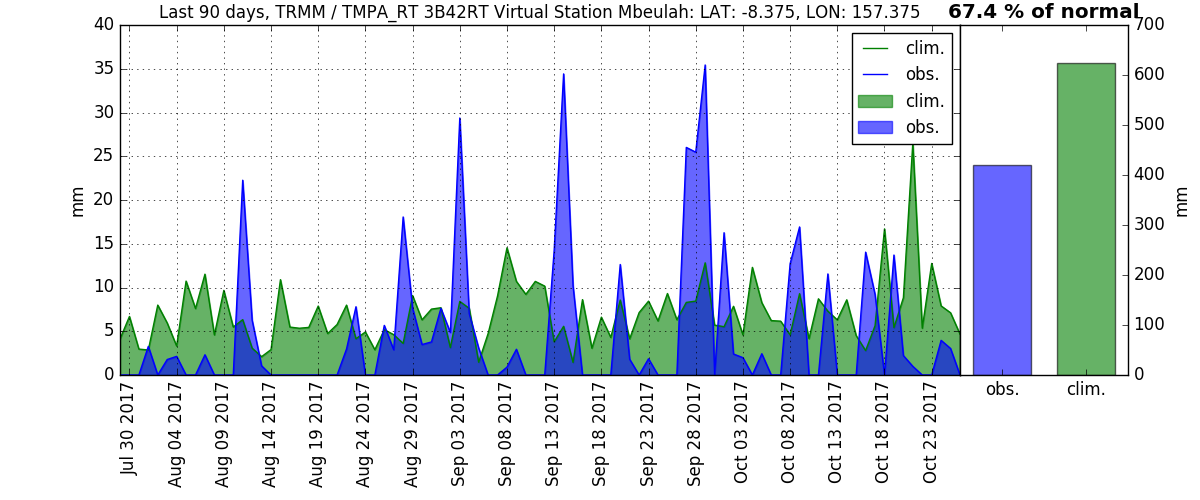 Last 90 days, TRMM / TMPA_RT 3B42RT Virtual Station Mbeulah: LAT: -8.375, LON: 157.375
67.4 % of normal
40
35
30
25
20
15
10
5
0
mm
clim.
obs.
clim.
obs.
Jul 30 2017
Aug 04 2017
Aug 09 2017
Aug 14 2017
Aug 19 2017
Aug 24 2017
Aug 29 2017
Sep 03 2017
Sep 08 2017
Sep 13 2017
Sep 18 2017
Sep 23 2017
Sep 28 2017
Oct 03 2017
Oct 08 2017
Oct 13 2017
Oct 18 2017
Oct 23 2017
700
600
500
400
300
200
100
0
mm
obs.
clim.